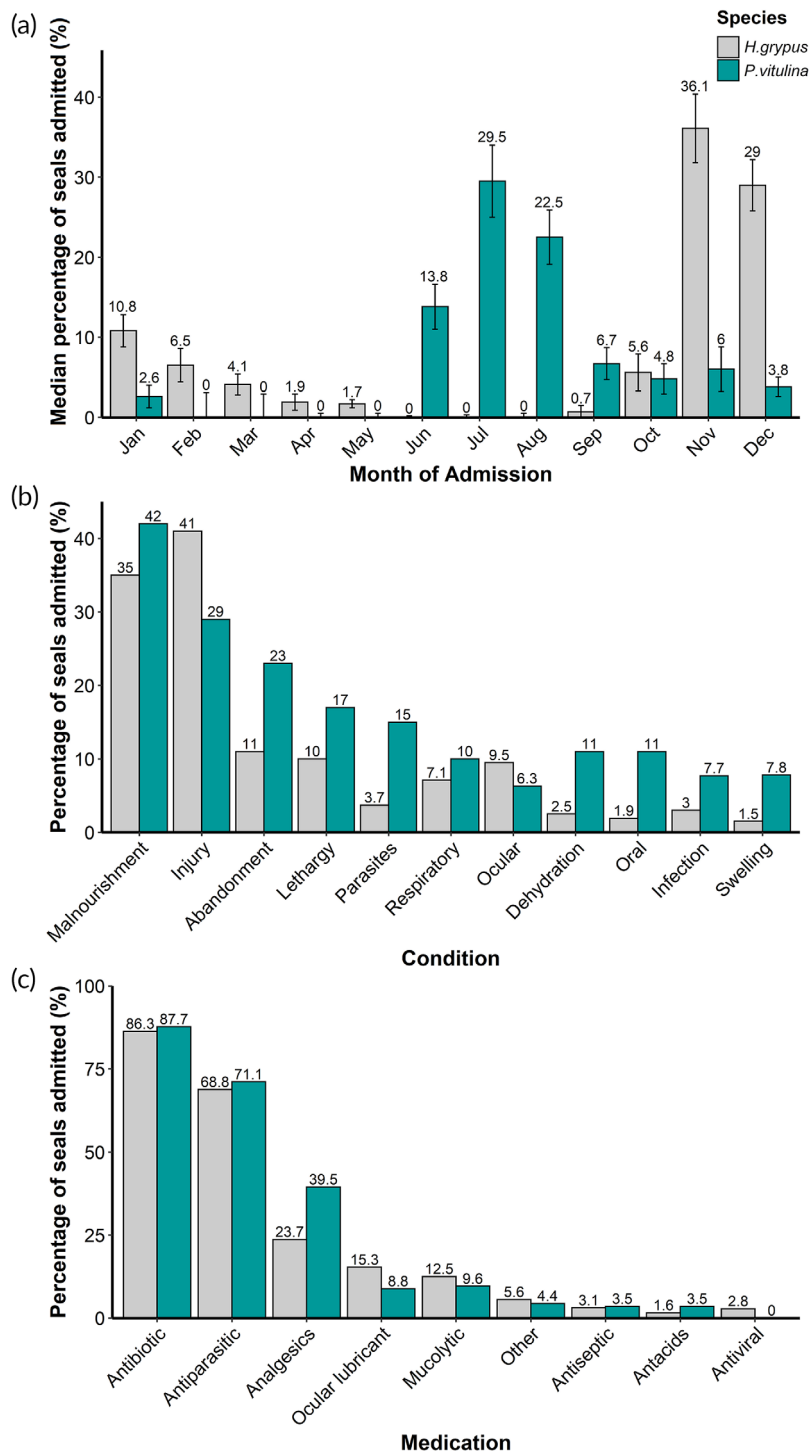 (a)
Species
H.grypus
P.vitulina
Median percentage of seals admitted (%)
40
30
20
10
0
10.8
2.6
6.5
0
4.1
0
1.9
0
1.7
0
0
13.8
0
29.5
0
22.5
0.7
6.7
5.6
4.8
36.1
6
29
3.8
Jan
Feb
Mar
Apr
May
Jun
Jul
Aug
Sep
Oct
Nov
Dec
Month of Admission
(b)
Percentage of seals admitted (%)
40
30
20
10
0
35
42
41
29
11
23
10
17
3.7
15
7.1
10
9.5
6.3
2.5
11
1.9
11
3
7.7
1.5
7.8
Malnourishment
Injury
Abandonment
Lethargy
Parasites
Respiratory
Ocular
Dehydration
Oral
Infection
Swelling
Condition
(c)
Percentage of seals admitted (%)
100
75
50
25
0
86.3
87.7
68.8
71.1
23.7
39.5
15.3
8.8
12.5
9.6
5.6
4.4
3.1
3.5
1.6
3.5
2.8
0
Antibiotic
Antiparasitic
Analgesics
Ocular lubricant
Mucolytic
Other
Antiseptic
Antacids
Antiviral
Medication